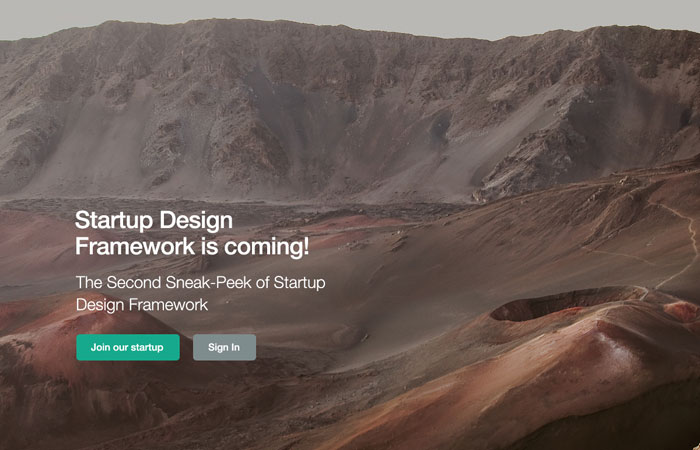 Startup Design
Framework is coming!
The Second Sneak-Peek of Startup
Design Framework
Join our startup
Sign In